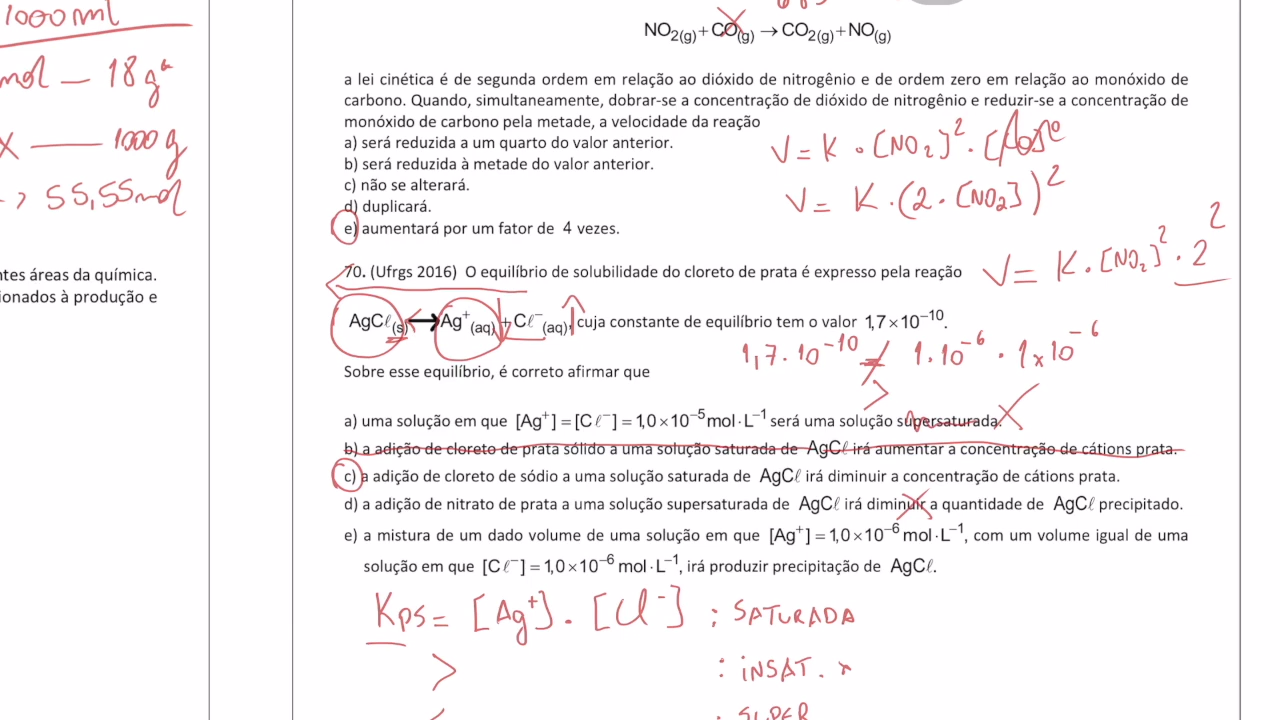 1000ml
mol — 18 g
X — 1000 g
55,55mol
ntes áreas da química.
ionados à produção e
NO2(g) + CO(g) → CO2(g) + NO(g)
a lei cinética é de segunda ordem em relação ao dióxido de nitrogênio e de ordem zero em relação ao monóxido de
carbono. Quando, simultaneamente, dobrar-se a concentração de dióxido de nitrogênio e reduzir-se a concentração de
monóxido de carbono pela metade, a velocidade da reação
a) será reduzida a um quarto do valor anterior.
b) será reduzida à metade do valor anterior.
c) não se alterará.
d) duplicará.
e) aumentará por um fator de 4 vezes.
V = K · [NO2]² · [CO]⁰
V = K · (2 · [NO2])²
V = K · [NO2]² · 2²
70. (Ufrgs 2016) O equilíbrio de solubilidade do cloreto de prata é expresso pela reação
AgCℓ(s) ⟷ Ag⁺(aq) + Cℓ⁻(aq), cuja constante de equilíbrio tem o valor 1,7×10⁻¹⁰.
1,7 · 10⁻¹⁰ = 1 · 10⁻⁶ · 1x10⁻⁶
>
Sobre esse equilíbrio, é correto afirmar que
a) uma solução em que [Ag⁺] = [Cℓ⁻] = 1,0×10⁻⁵ mol·L⁻¹ será uma solução supersaturada.
b) a adição de cloreto de prata sólido a uma solução saturada de AgCℓ irá aumentar a concentração de cátions prata.
c) a adição de cloreto de sódio a uma solução saturada de AgCℓ irá diminuir a concentração de cátions prata.
d) a adição de nitrato de prata a uma solução supersaturada de AgCℓ irá diminuir a quantidade de AgCℓ precipitado.
e) a mistura de um dado volume de uma solução em que [Ag⁺] = 1,0×10⁻⁶ mol·L⁻¹, com um volume igual de uma
solução em que [Cℓ⁻] = 1,0×10⁻⁶ mol·L⁻¹, irá produzir precipitação de AgCℓ.
Kps = [Ag⁺] · [Cl⁻] : SATURADA
> : iNSAT.
: SUPER